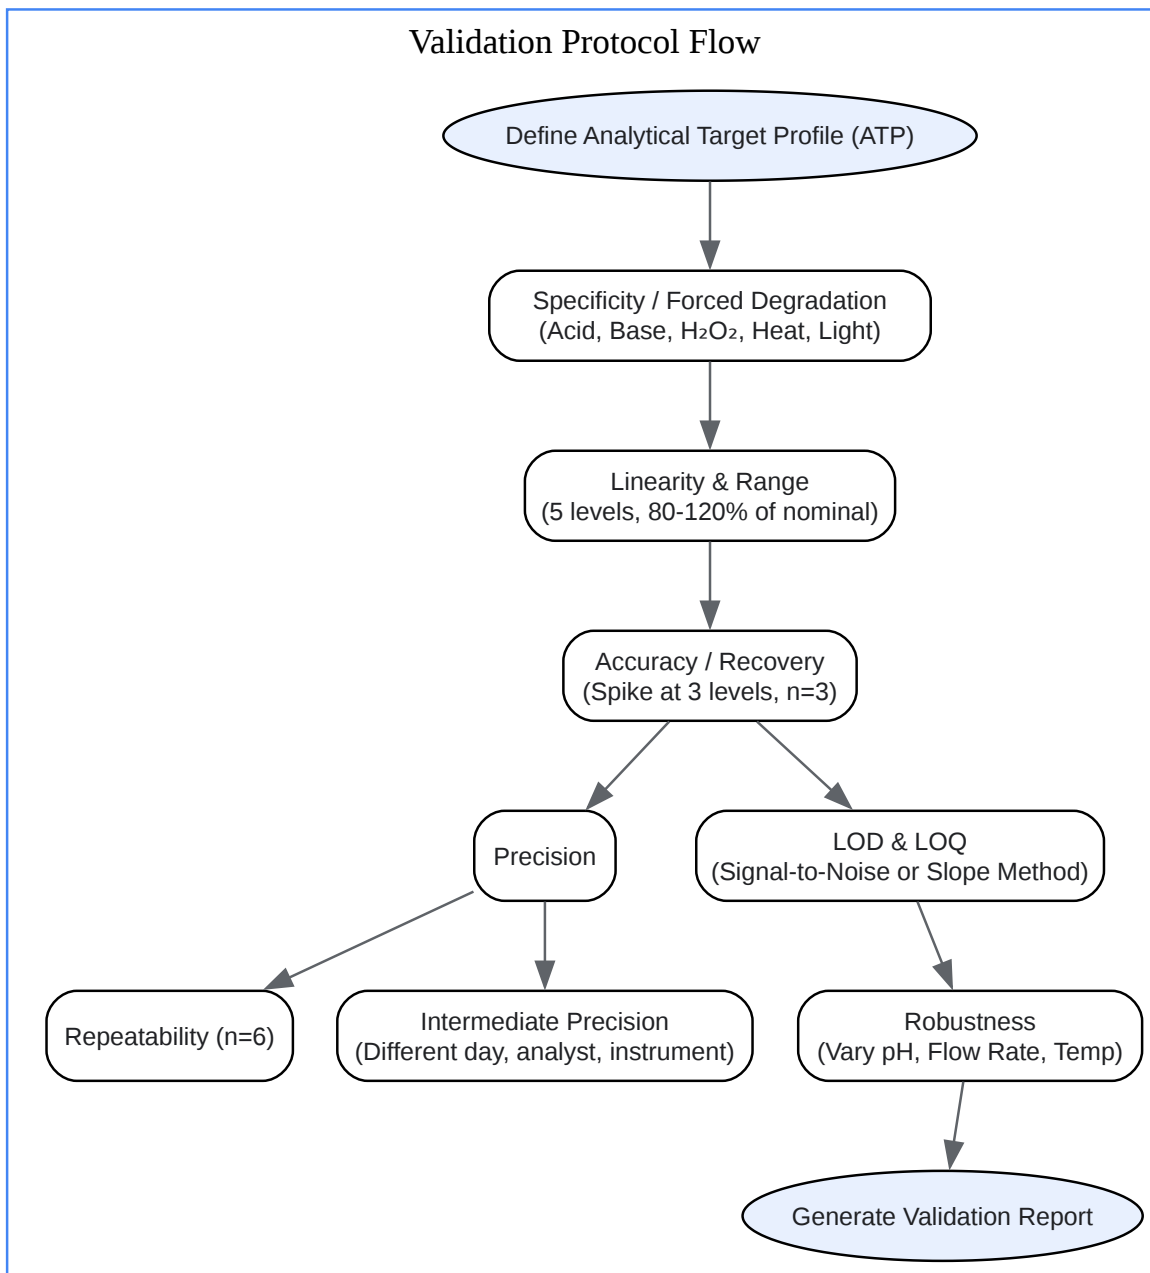 Validation Protocol Flow
Define Analytical Target Profile (ATP)
Specificity / Forced Degradation
(Acid, Base, H₂O₂, Heat, Light)
Linearity & Range
(5 levels, 80-120% of nominal)
Accuracy / Recovery
(Spike at 3 levels, n=3)
Precision
LOD & LOQ
(Signal-to-Noise or Slope Method)
Repeatability (n=6)
Intermediate Precision
(Different day, analyst, instrument)
Robustness
(Vary pH, Flow Rate, Temp)
Generate Validation Report